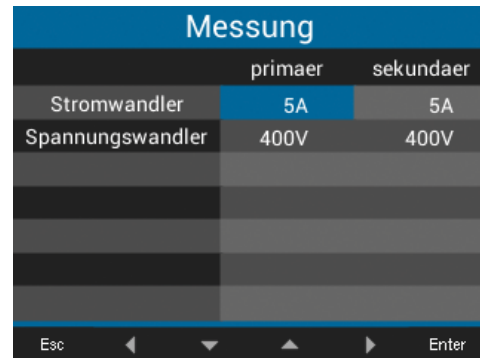 Messung
primaer sekundaer
Stromwandler 5A 5A
Spannungswandler 400V 400V
Esc Enter